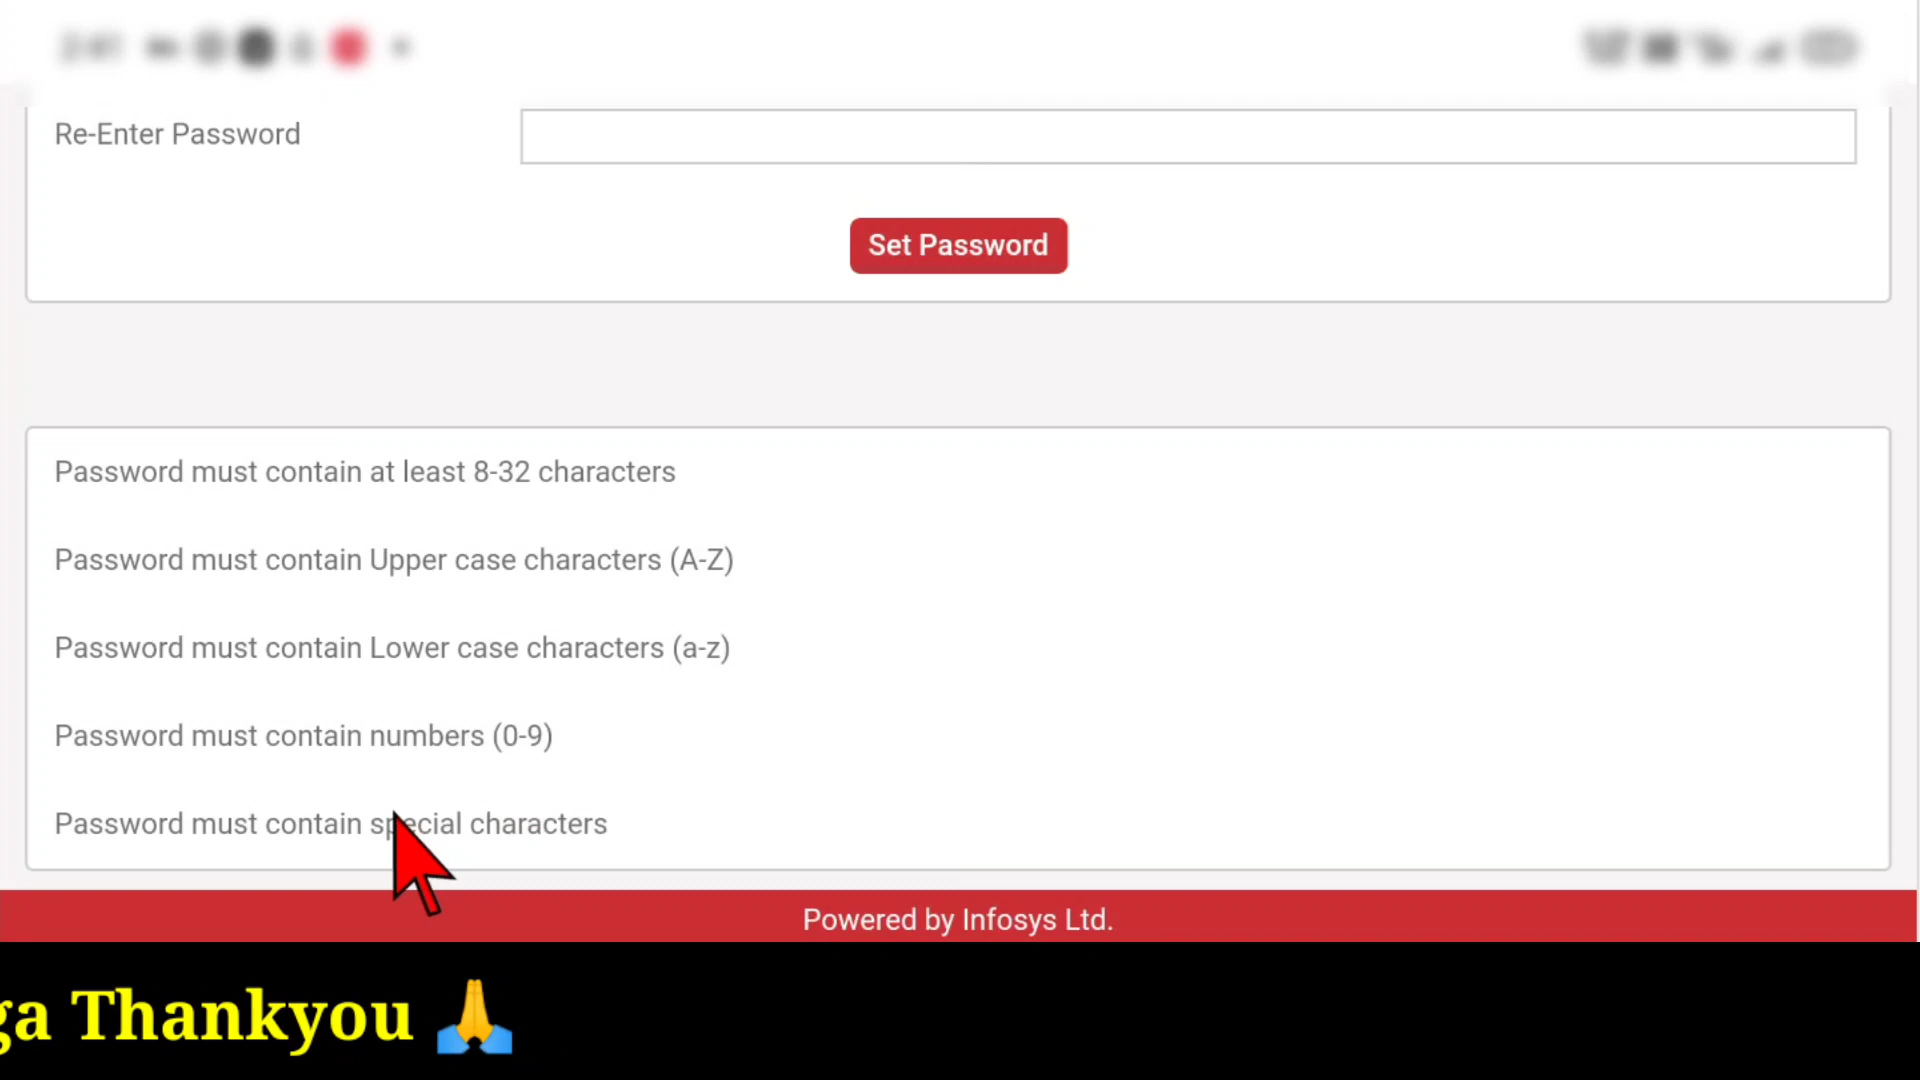 Re-Enter Password
Set Password
Password must contain at least 8-32 characters
Password must contain Upper case characters (A-Z)
Password must contain Lower case characters (a-z)
Password must contain numbers (0-9)
Password must contain special characters
Powered by Infosys Ltd.
ga Thankyou 🙏